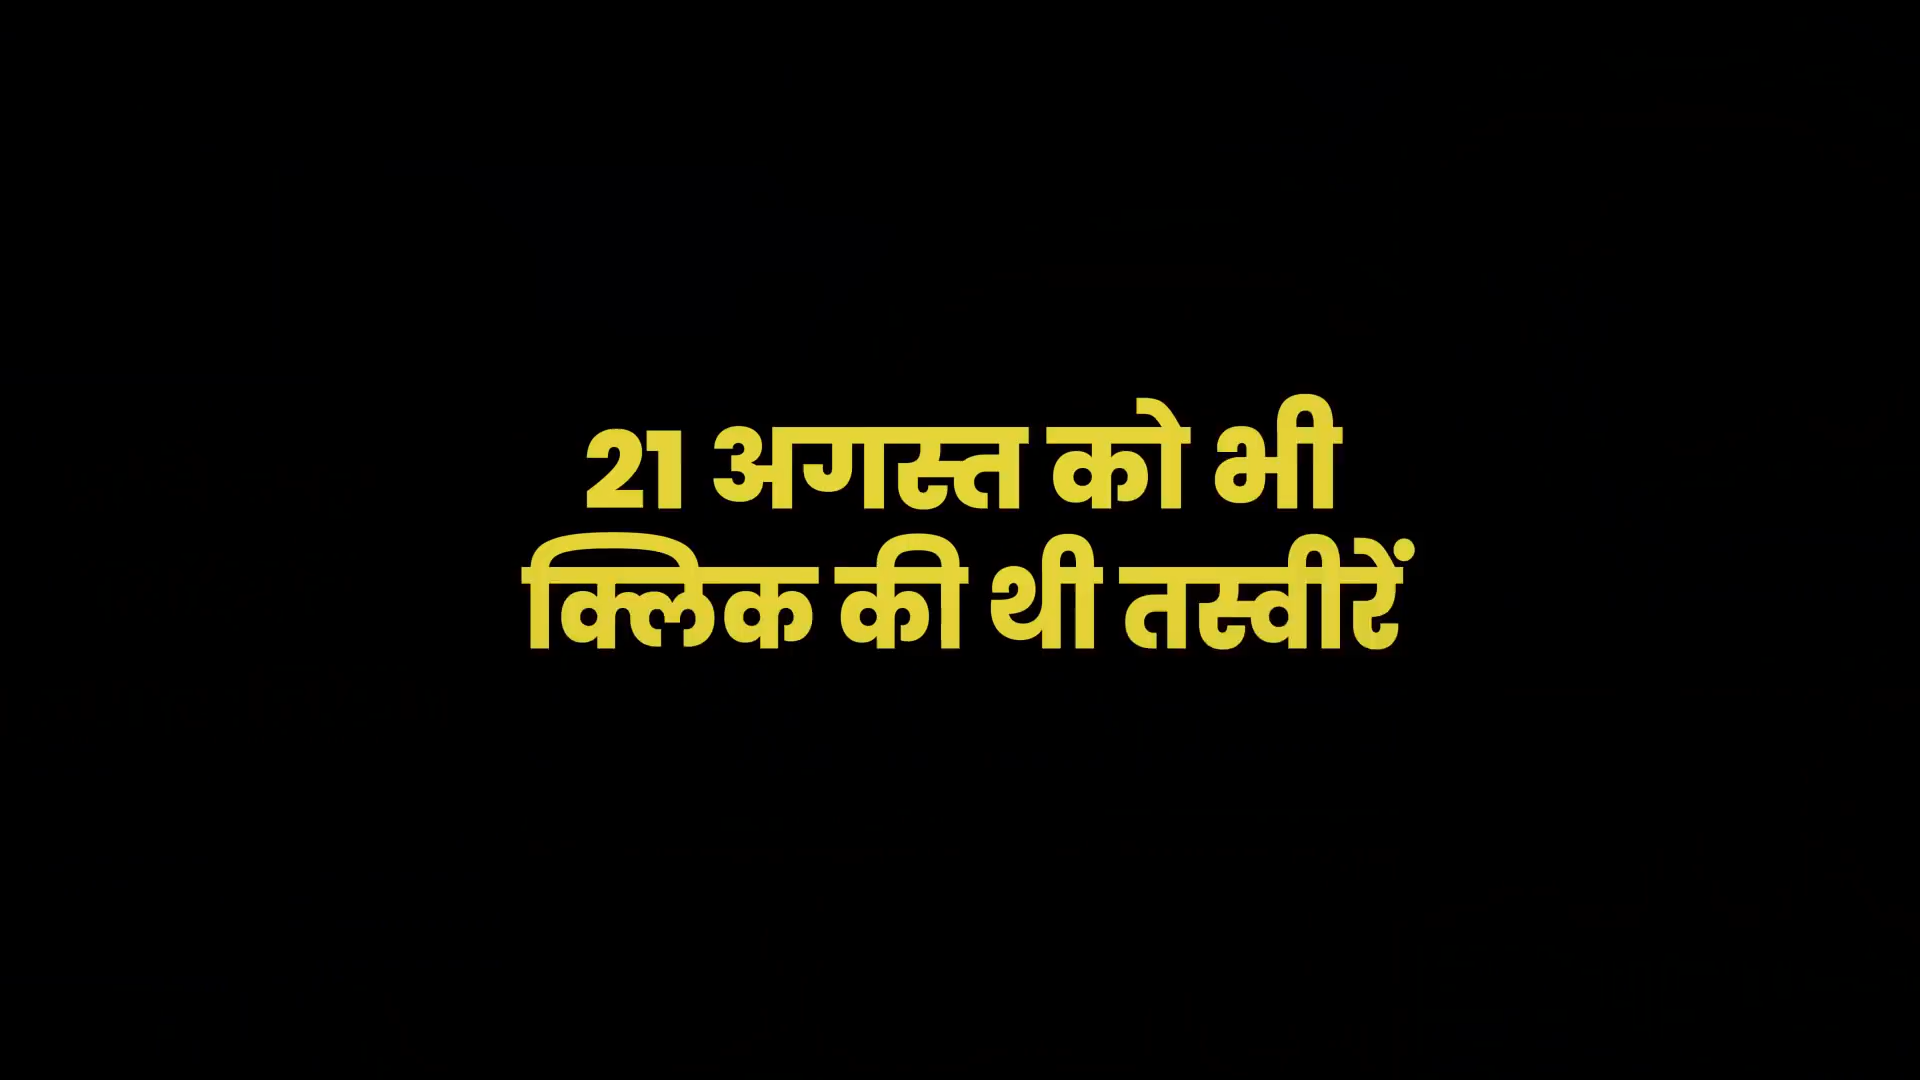 21 अगस्त को भी
क्लिक की थी तस्वीरें